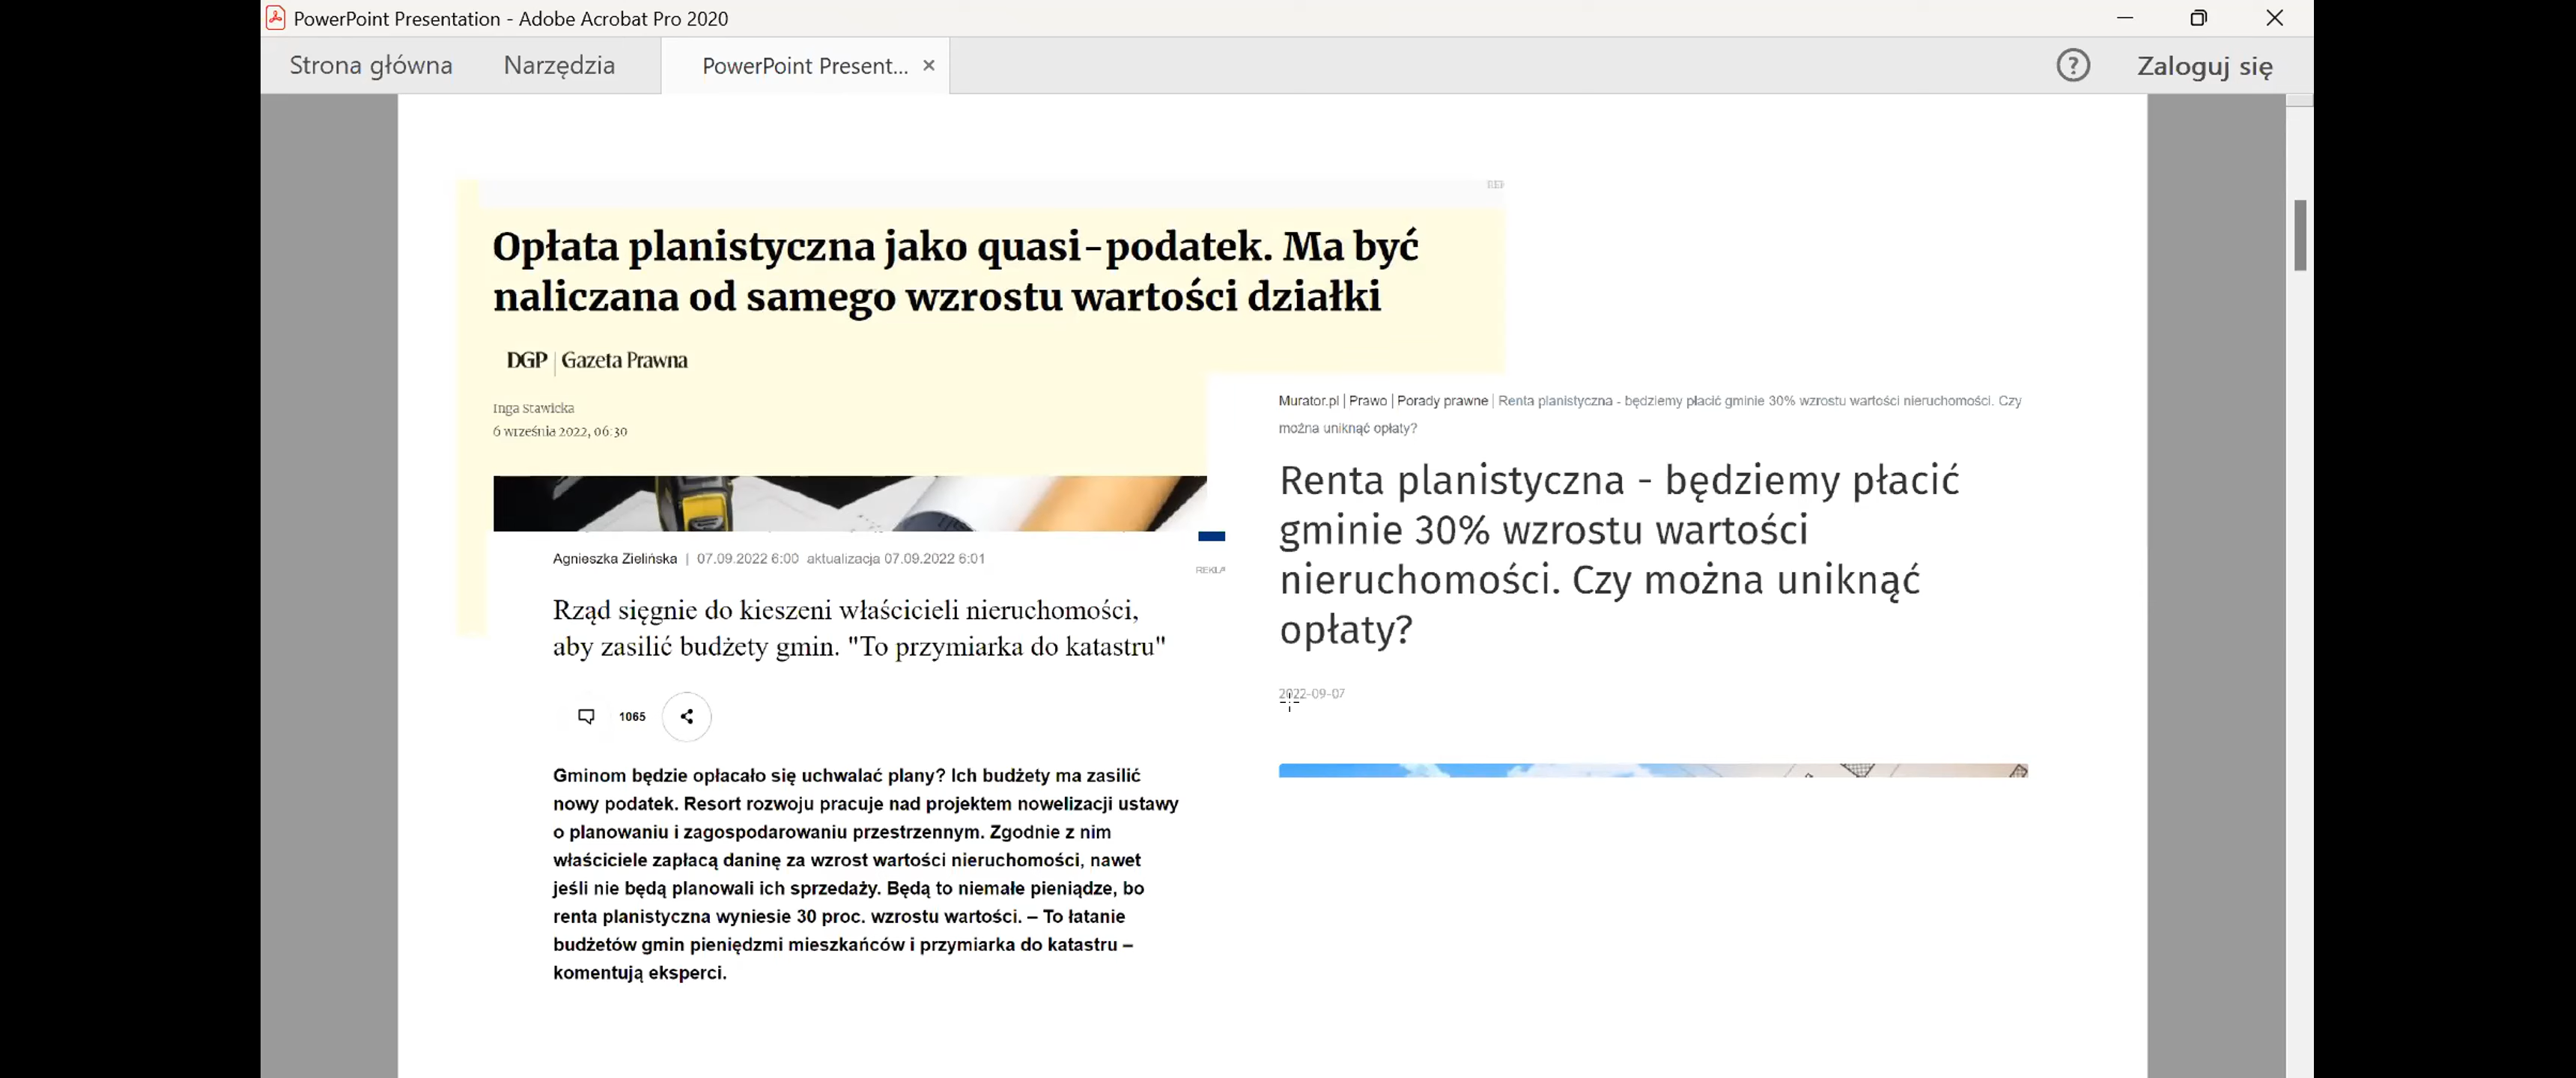 PowerPoint Presentation - Adobe Acrobat Pro 2020
Strona główna Narzędzia PowerPoint Present... × ? Zaloguj się
Opłata planistyczna jako quasi-podatek. Ma być
naliczana od samego wzrostu wartości działki
DGP | Gazeta Prawna
Inga Stawicka
6 września 2022, 06:30
Agnieszka Zielińska | 07.09.2022 6:00 aktualizacja 07.09.2022 6:01
REKLA
Rząd sięgnie do kieszeni właścicieli nieruchomości,
aby zasilić budżety gmin. "To przymiarka do katastru"
1065
Gminom będzie opłacało się uchwalać plany? Ich budżety ma zasilić
nowy podatek. Resort rozwoju pracuje nad projektem nowelizacji ustawy
o planowaniu i zagospodarowaniu przestrzennym. Zgodnie z nim
właściciele zapłacą daninę za wzrost wartości nieruchomości, nawet
jeśli nie będą planowali ich sprzedaży. Będą to niemałe pieniądze, bo
renta planistyczna wyniesie 30 proc. wzrostu wartości. – To łatanie
budżetów gmin pieniędzmi mieszkańców i przymiarka do katastru –
komentują eksperci.
Murator.pl | Prawo | Porady prawne | Renta planistyczna - będziemy płacić gminie 30% wzrostu wartości nieruchomości. Czy
można uniknąć opłaty?
Renta planistyczna - będziemy płacić
gminie 30% wzrostu wartości
nieruchomości. Czy można uniknąć
opłaty?
2022-09-07